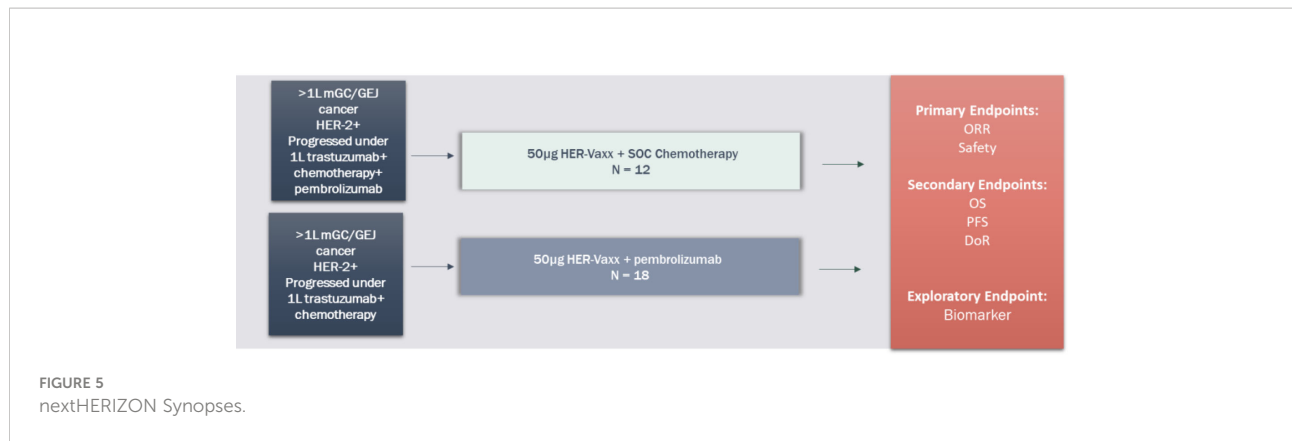 >1L mGC/GEJ
cancer
HER-2+
Progressed under
1L trastuzumab+
chemotherapy+
pembrolizumab
50µg HER-Vaxx + SOC Chemotherapy
N = 12
>1L mGC/GEJ
cancer
HER-2+
Progressed under
1L trastuzumab+
chemotherapy
50µg HER-Vaxx + pembrolizumab
N = 18
Primary Endpoints:
ORR
Safety
Secondary Endpoints:
OS
PFS
DoR
Exploratory Endpoint:
Biomarker
FIGURE 5
nextHERIZON Synopses.